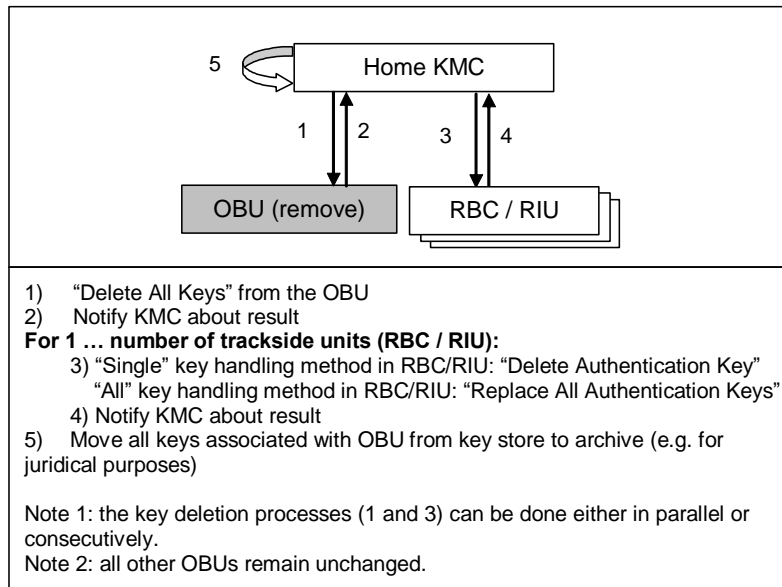 5
Home KMC
1
2
3
4
OBU (remove)
RBC / RIU
1) “Delete All Keys” from the OBU
2) Notify KMC about result
For 1 … number of trackside units (RBC / RIU):
3) “Single” key handling method in RBC/RIU: “Delete Authentication Key”
“All” key handling method in RBC/RIU: “Replace All Authentication Keys”
4) Notify KMC about result
5) Move all keys associated with OBU from key store to archive (e.g. for
juridical purposes)
Note 1: the key deletion processes (1 and 3) can be done either in parallel or
consecutively.
Note 2: all other OBUs remain unchanged.